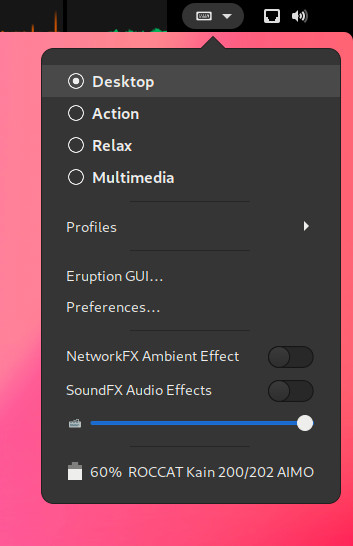 Desktop
Action
Relax
Multimedia
Profiles
Eruption GUI...
Preferences...
NetworkFX Ambient Effect
SoundFX Audio Effects
60% ROCCAT Kain 200/202 AIMO